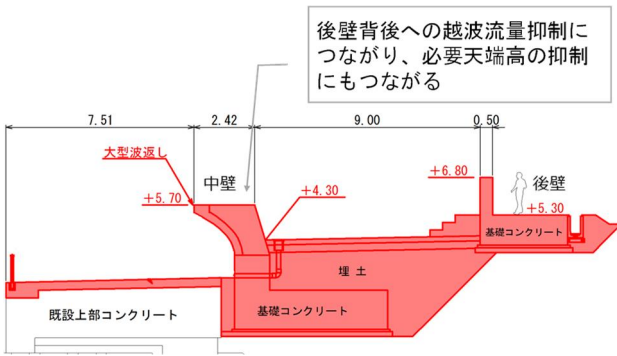 後壁背後への越波流量抑制に
つながり、必要天端高の抑制
にもつながる
7.51
2.42
9.00
0.50
大型波返し
中壁
+6.80
後壁
+5.70
+4.30
+5.30
基礎コンクリート
埋土
既設上部コンクリート
基礎コンクリート